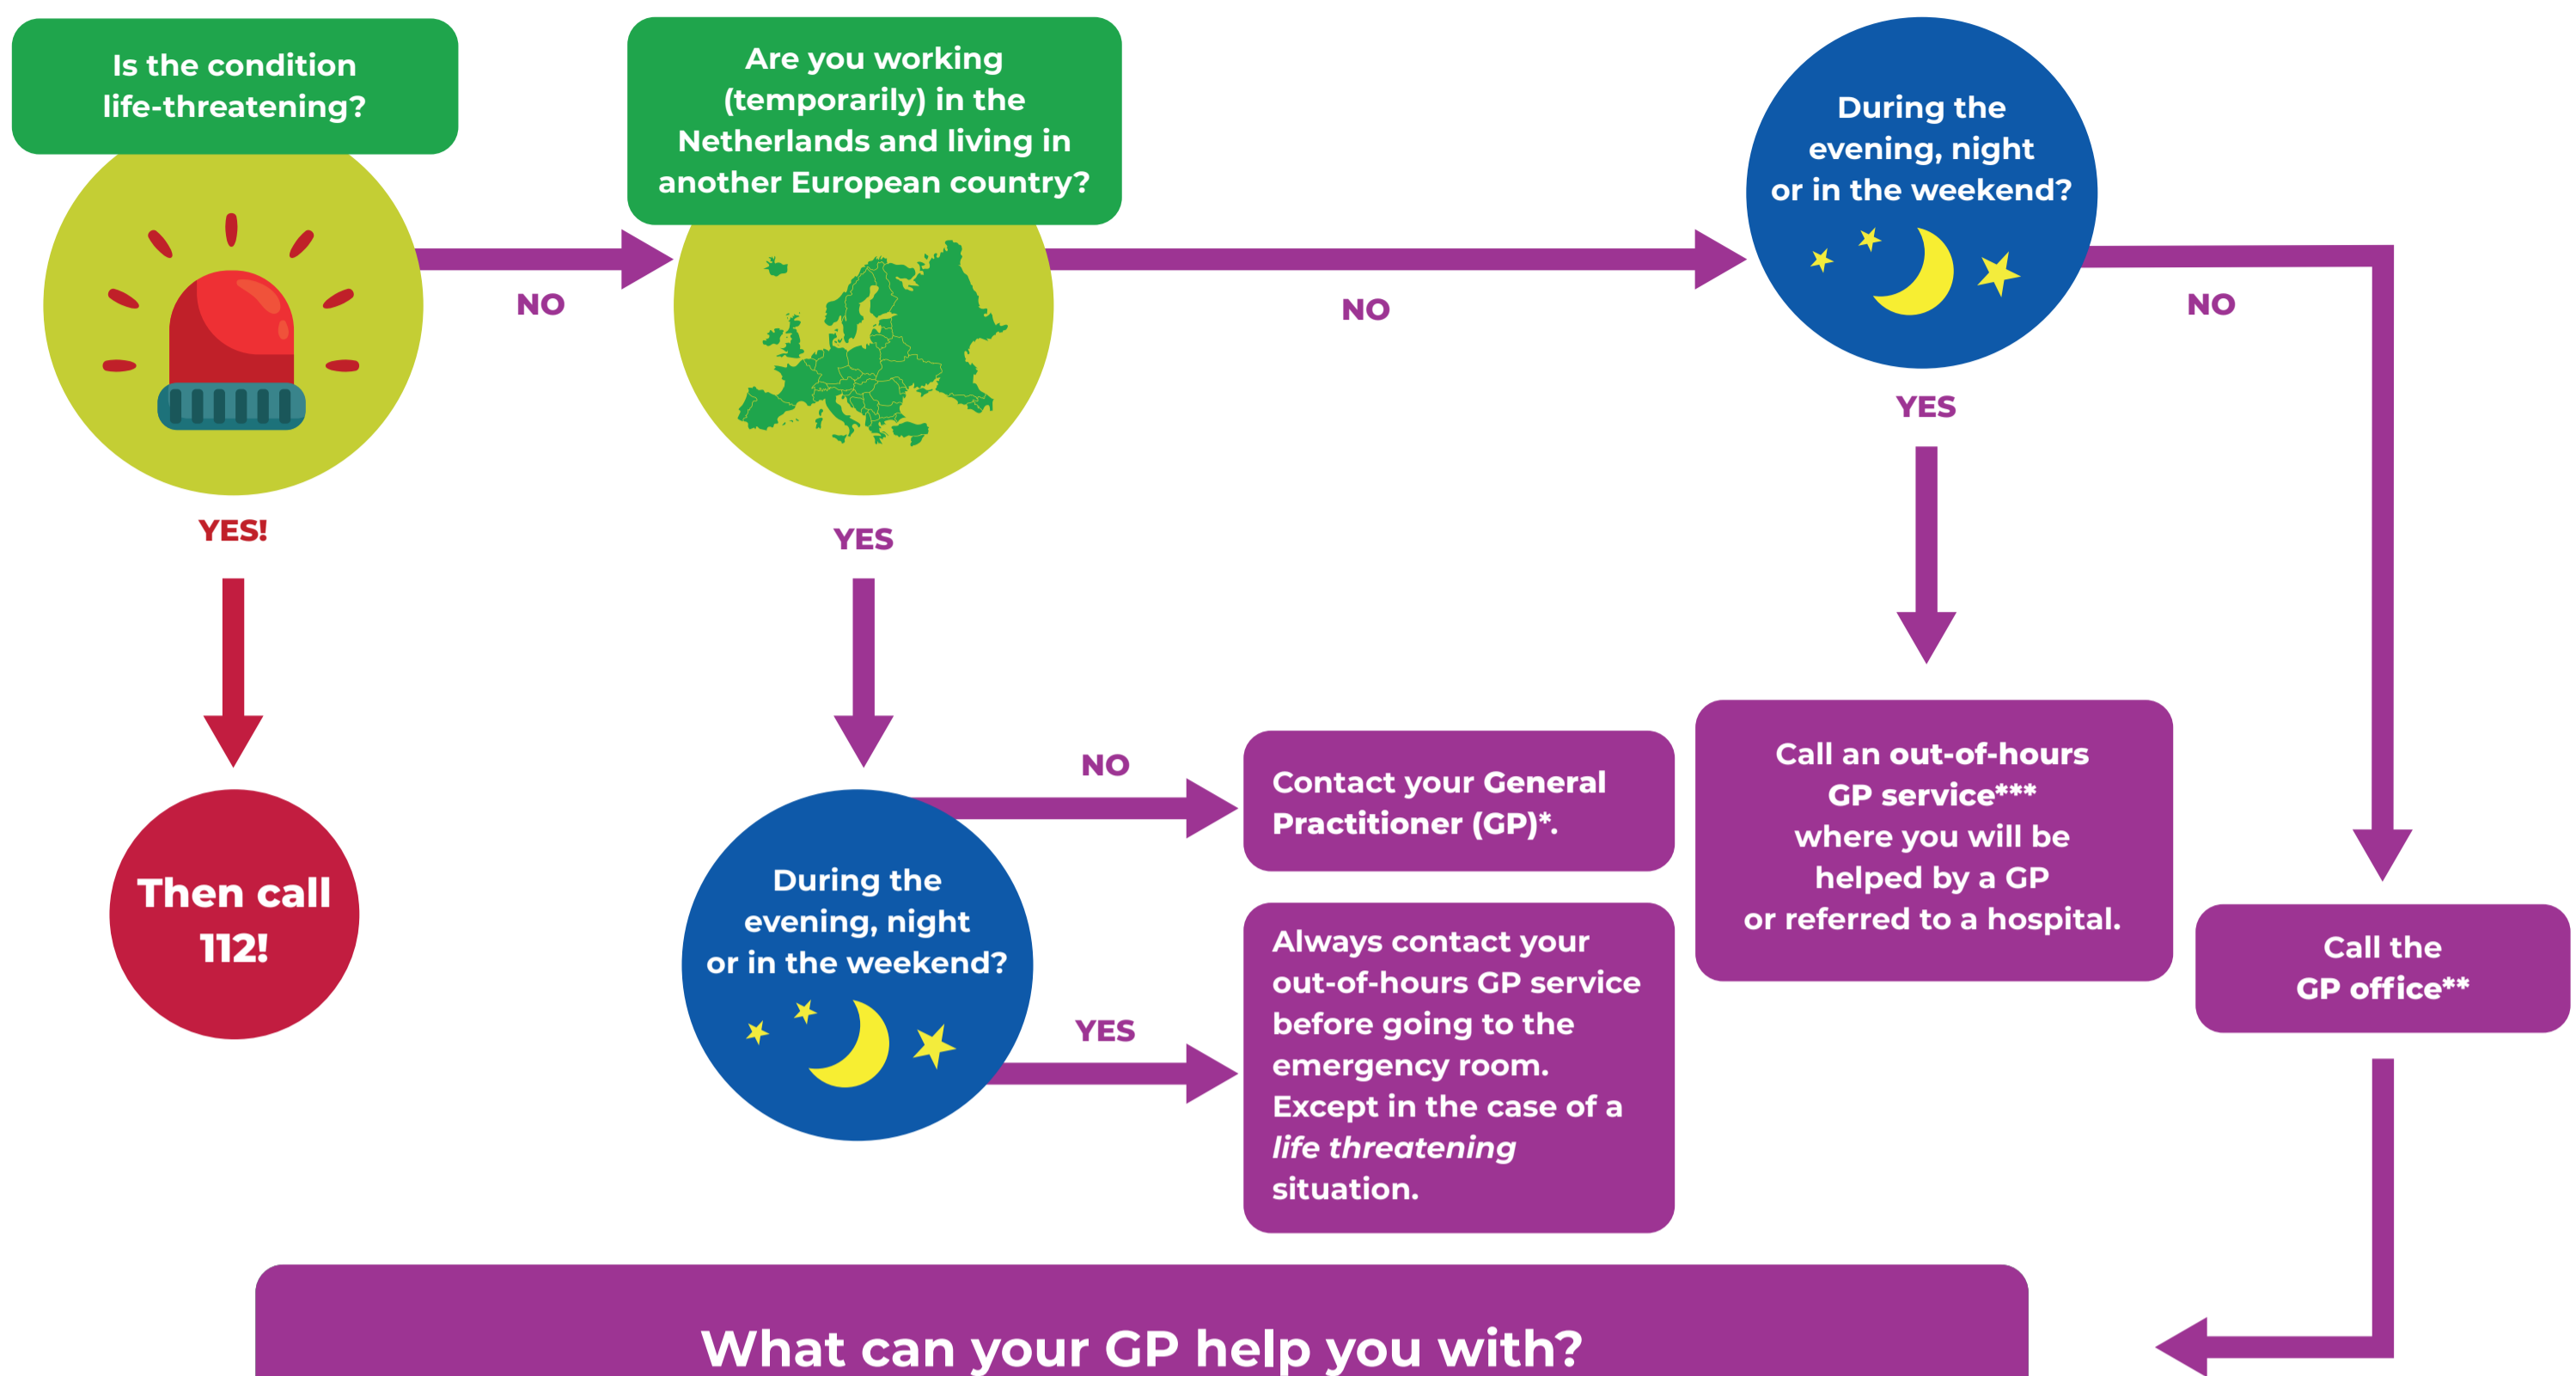 Is the condition
life-threatening?
NO
YES!
Then call
112!
Are you working
(temporarily) in the
Netherlands and living in
another European country?
NO
YES
During the
evening, night
or in the weekend?
NO
Contact your General
Practitioner (GP)*.
YES
Always contact your
out-of-hours GP service
before going to the
emergency room.
Except in the case of a
life threatening
situation.
During the
evening, night
or in the weekend?
YES
Call an out-of-hours
GP service***
where you will be
helped by a GP
or referred to a hospital.
NO
Call the
GP office**
What can your GP help you with?